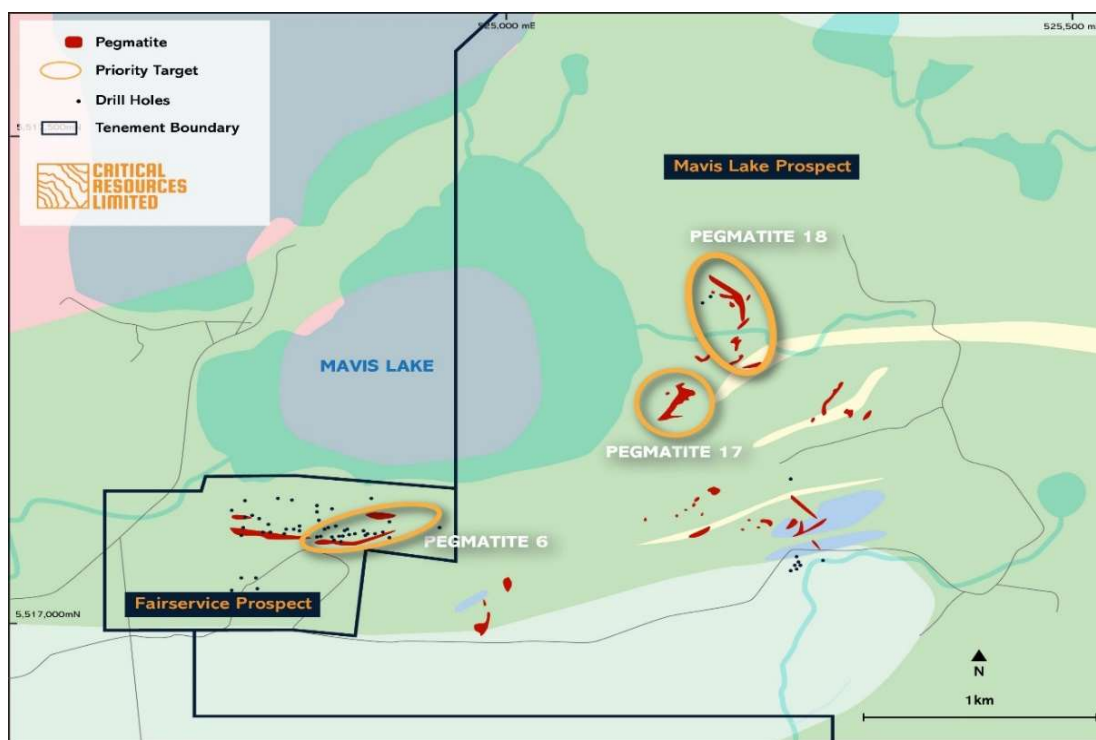 525,000 mE
525,500 m
Pegmatite
Priority Target
Drill Holes
Tenement Boundary
CRITICAL
RESOURCES
LIMITED
Mavis Lake Prospect
PEGMATITE 18
MAVIS LAKE
PEGMATITE 17
PEGMATITE 6
Fairservice Prospect
5,517,000mN
N
1km